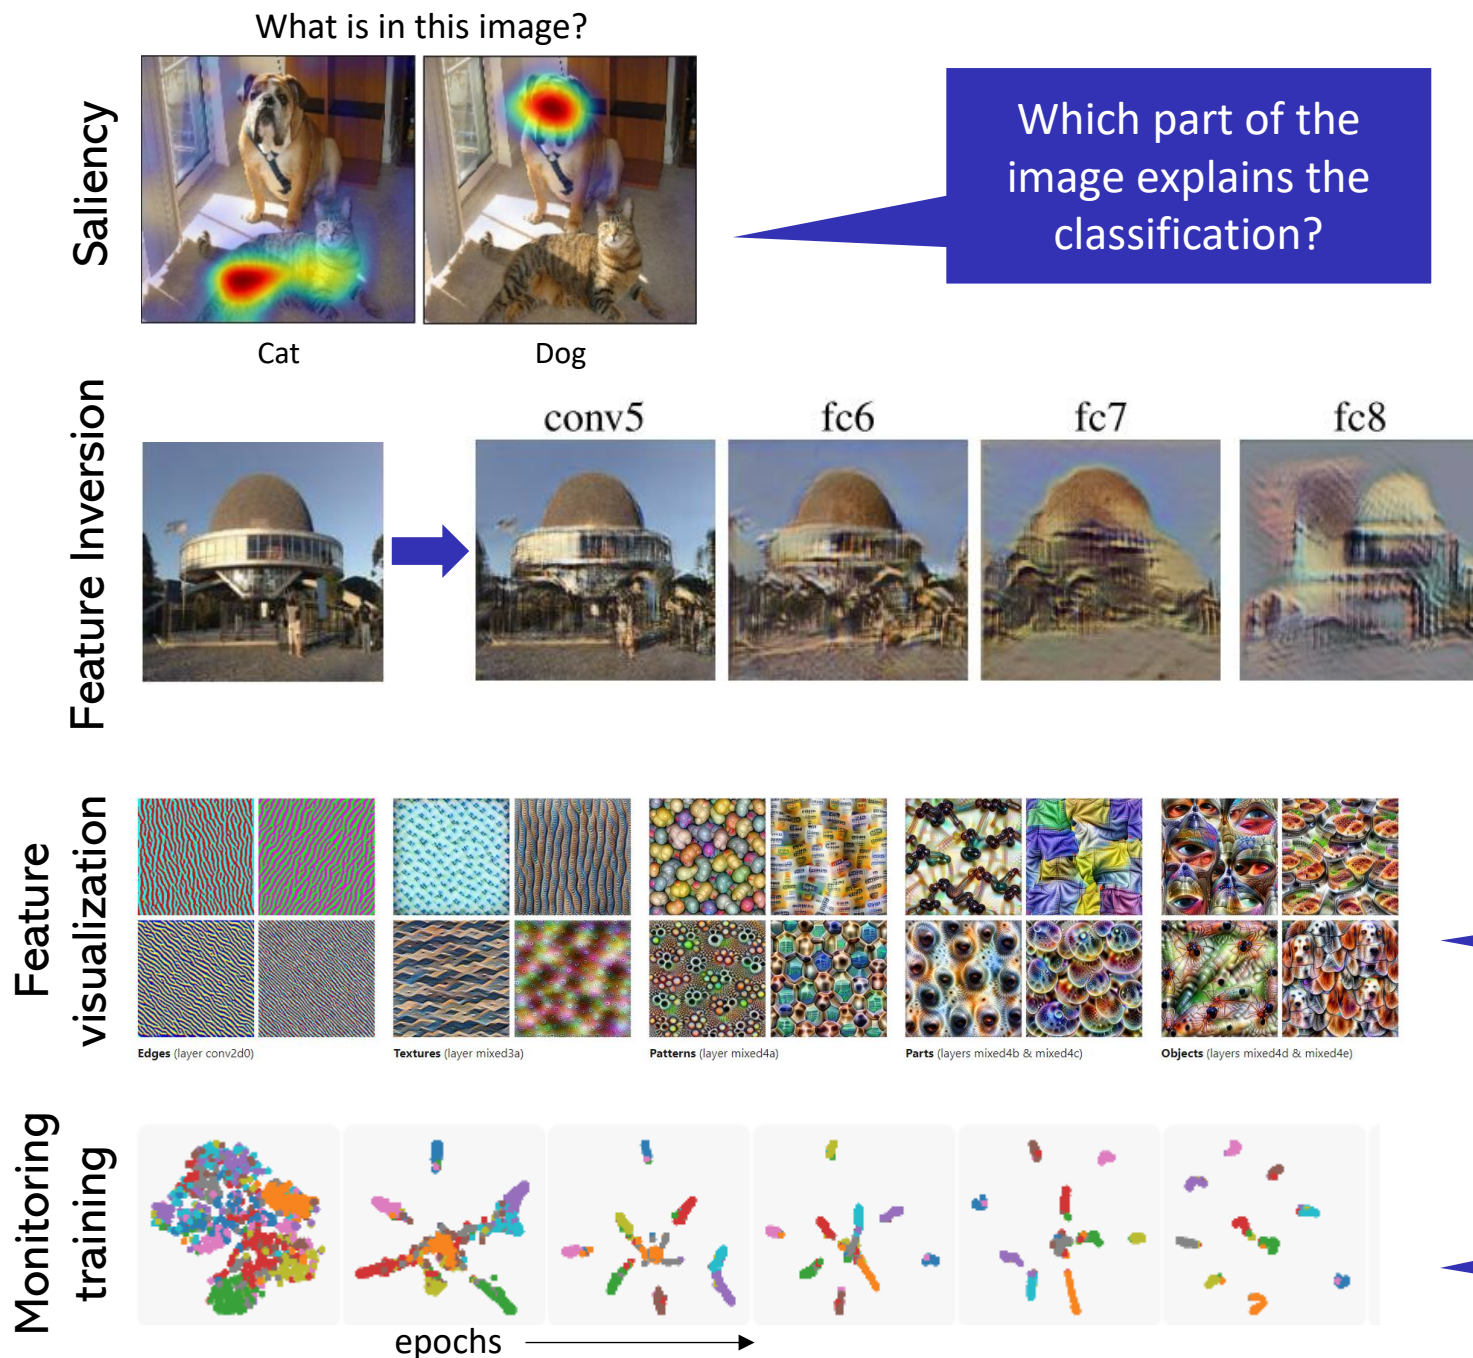 What is in this image?
Saliency
Which part of the
image explains the
classification?
Cat
Dog
Feature Inversion
conv5
fc6
fc7
fc8
Feature
visualization
Edges (layer conv2d0)
Textures (layer mixed3a)
Patterns (layer mixed4a)
Parts (layers mixed4b & mixed4c)
Objects (layers mixed4d & mixed4e)
Monitoring
training
epochs